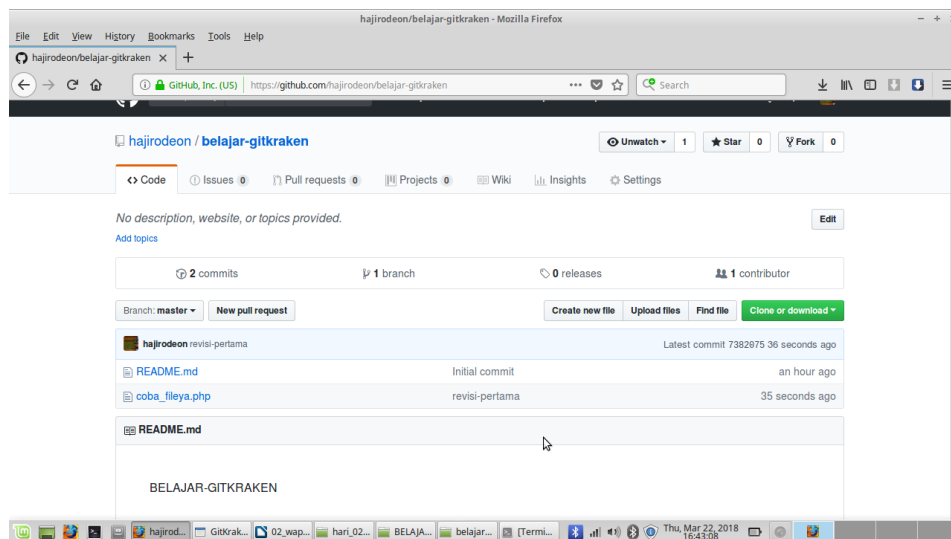 hajirodeon/belajar-gitkraken - Mozilla Firefox
File Edit View History Bookmarks Tools Help
hajirodeon/belajar-gitkraken
GitHub, Inc. (US) https://github.com/hajirodeon/belajar-gitkraken Search
hajirodeon / belajar-gitkraken Unwatch 1 Star 0 Fork 0
Code Issues 0 Pull requests 0 Projects 0 Wiki Insights Settings
No description, website, or topics provided. Edit
Add topics
2 commits 1 branch 0 releases 1 contributor
Branch: master New pull request Create new file Upload files Find file Clone or download
hajirodeon revisi-pertama Latest commit 7382075 36 seconds ago
README.md Initial commit an hour ago
coba_fileya.php revisi-pertama 35 seconds ago
README.md
BELAJAR-GITKRAKEN
hajirod... GitKrak... 02_wap... hari_02... BELAJA... belajar... [Termi... Thu, Mar 22, 2018
16:43:08